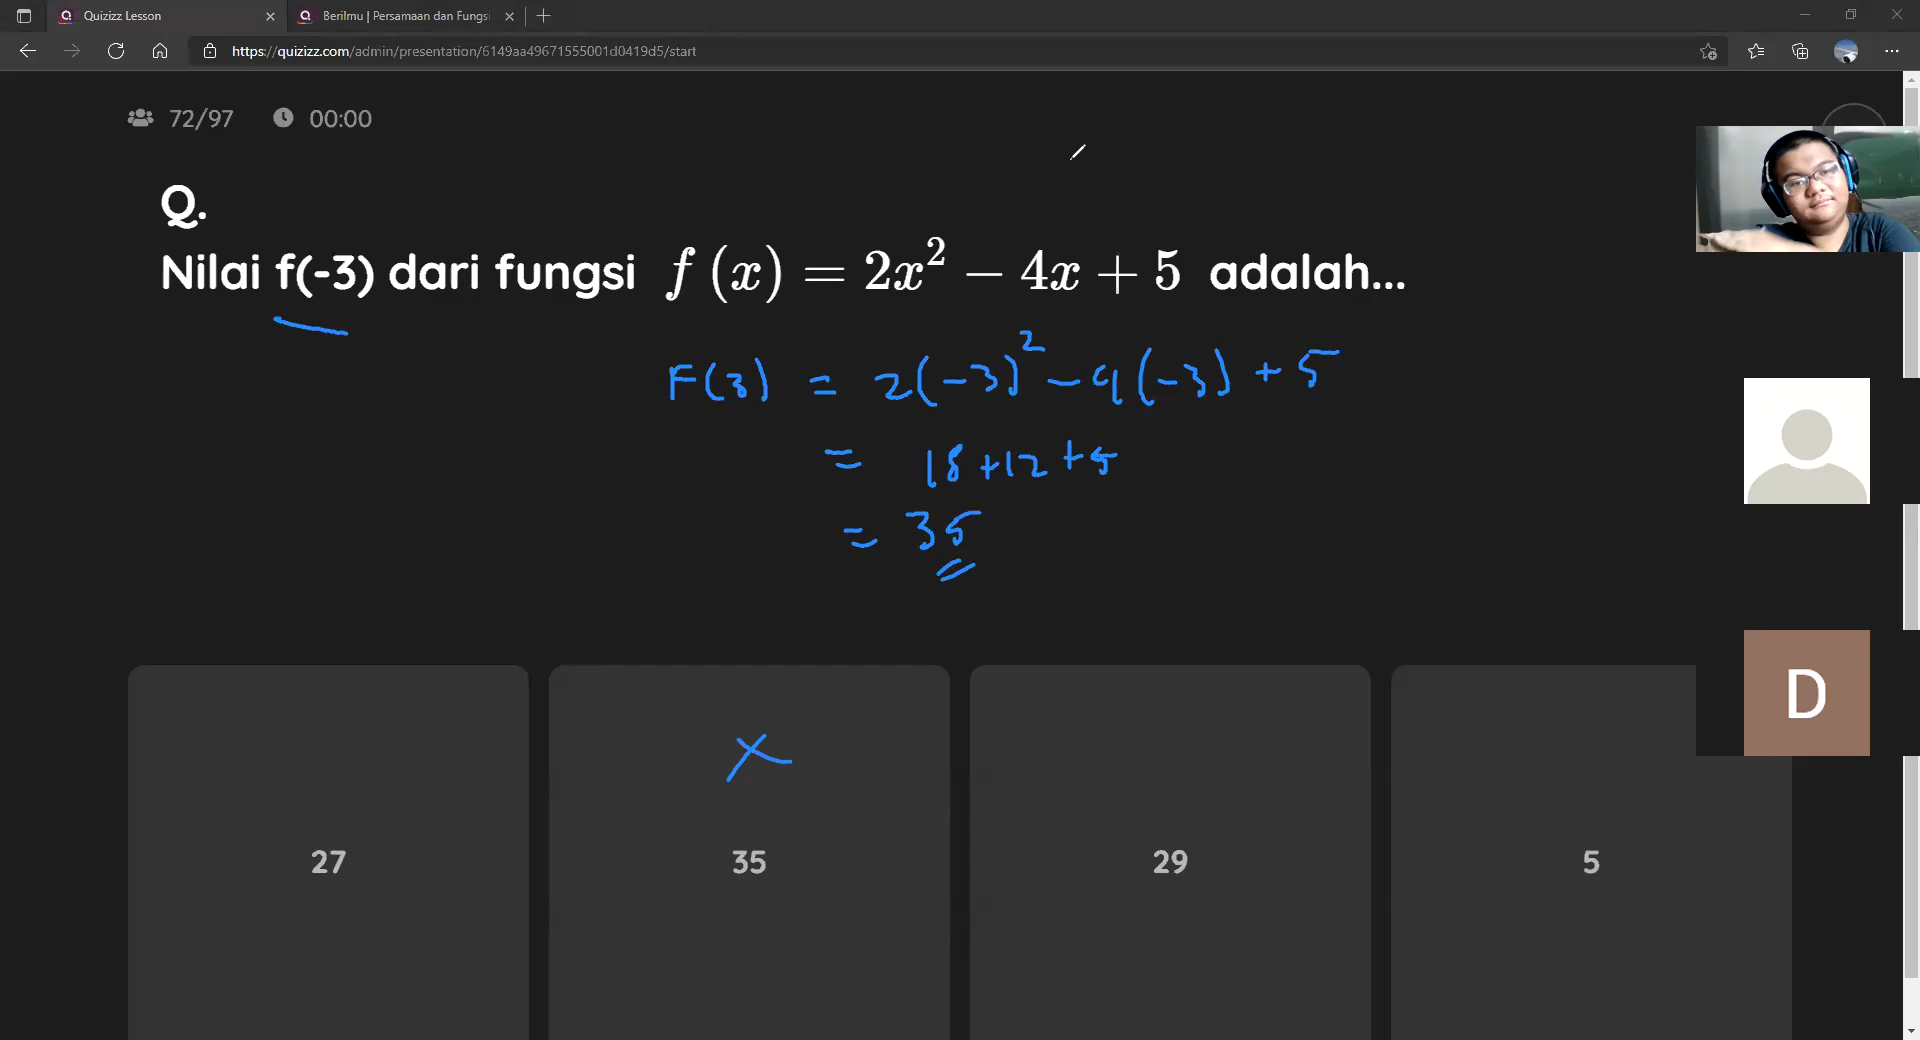 Quizizz Lesson
Berilmu | Persamaan dan Fungsi
https://quizizz.com/admin/presentation/6149aa49671555001d0419d5/start
72/97 00:00
Q.
Nilai f(-3) dari fungsi f (x) = 2x² − 4x + 5 adalah...
F(3) = 2(-3)² - 4(-3) + 5
= 18+12+5
= 35
x
D
27
35
29
5